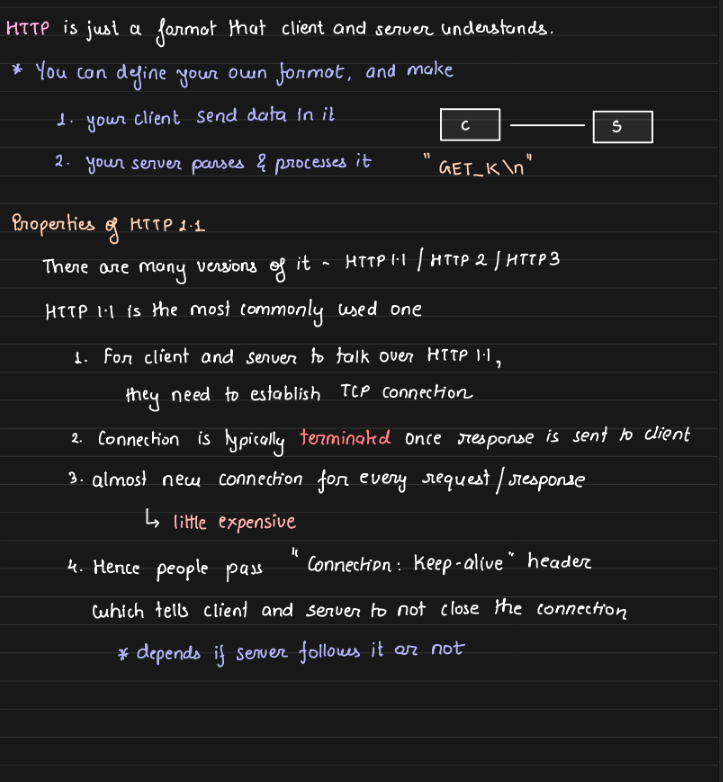 HTTP is just a format that client and server understands.
* You can define your own format, and make
1. your client send data in it
2. your server parses & processes it
C
S
"GET_K\n"
Properties of HTTP 1.1
There are many versions of it - HTTP 1.1 / HTTP 2 / HTTP 3
HTTP 1.1 is the most commonly used one
1. For client and server to talk over HTTP 1.1,
they need to establish TCP connection
2. Connection is typically terminated once response is sent to client
3. almost new connection for every request / response
↳ little expensive
4. Hence people pass "Connection: Keep-alive" header
which tells client and server to not close the connection
* depends if server follows it or not